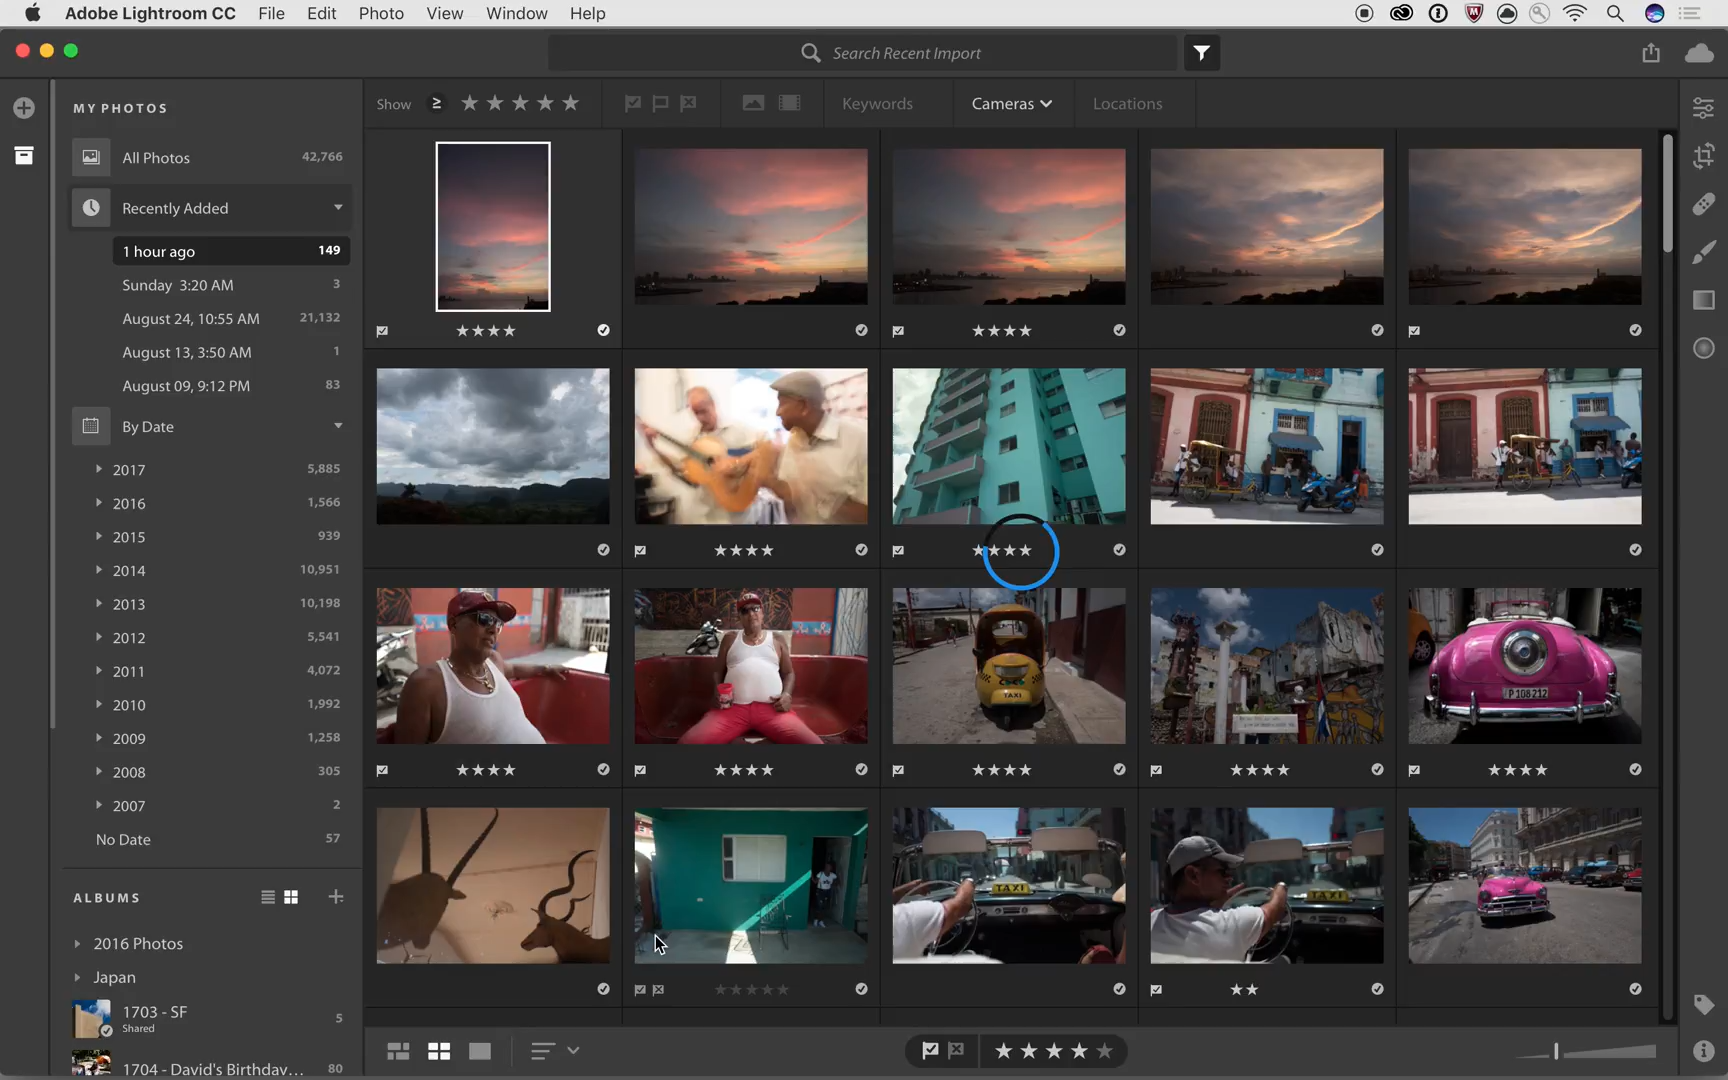 Adobe Lightroom CC File Edit Photo View Window Help
Search Recent Import
MY PHOTOS
Show ≥ Keywords Cameras Locations
All Photos 42,766
Recently Added
1 hour ago 149
Sunday 3:20 AM 3
August 24, 10:55 AM 21,132
August 13, 3:50 AM 1
August 09, 9:12 PM 83
By Date
2017 5,885
2016 1,566
2015 939
2014 10,951
2013 10,198
2012 5,541
2011 4,072
2010 1,992
2009 1,258
2008 305
2007 2
No Date 57
ALBUMS
2016 Photos
Japan
1703 - SF 5
Shared
1704 - David's Birthday... 80
TAXI
P 108 212
TAXI
TAXI